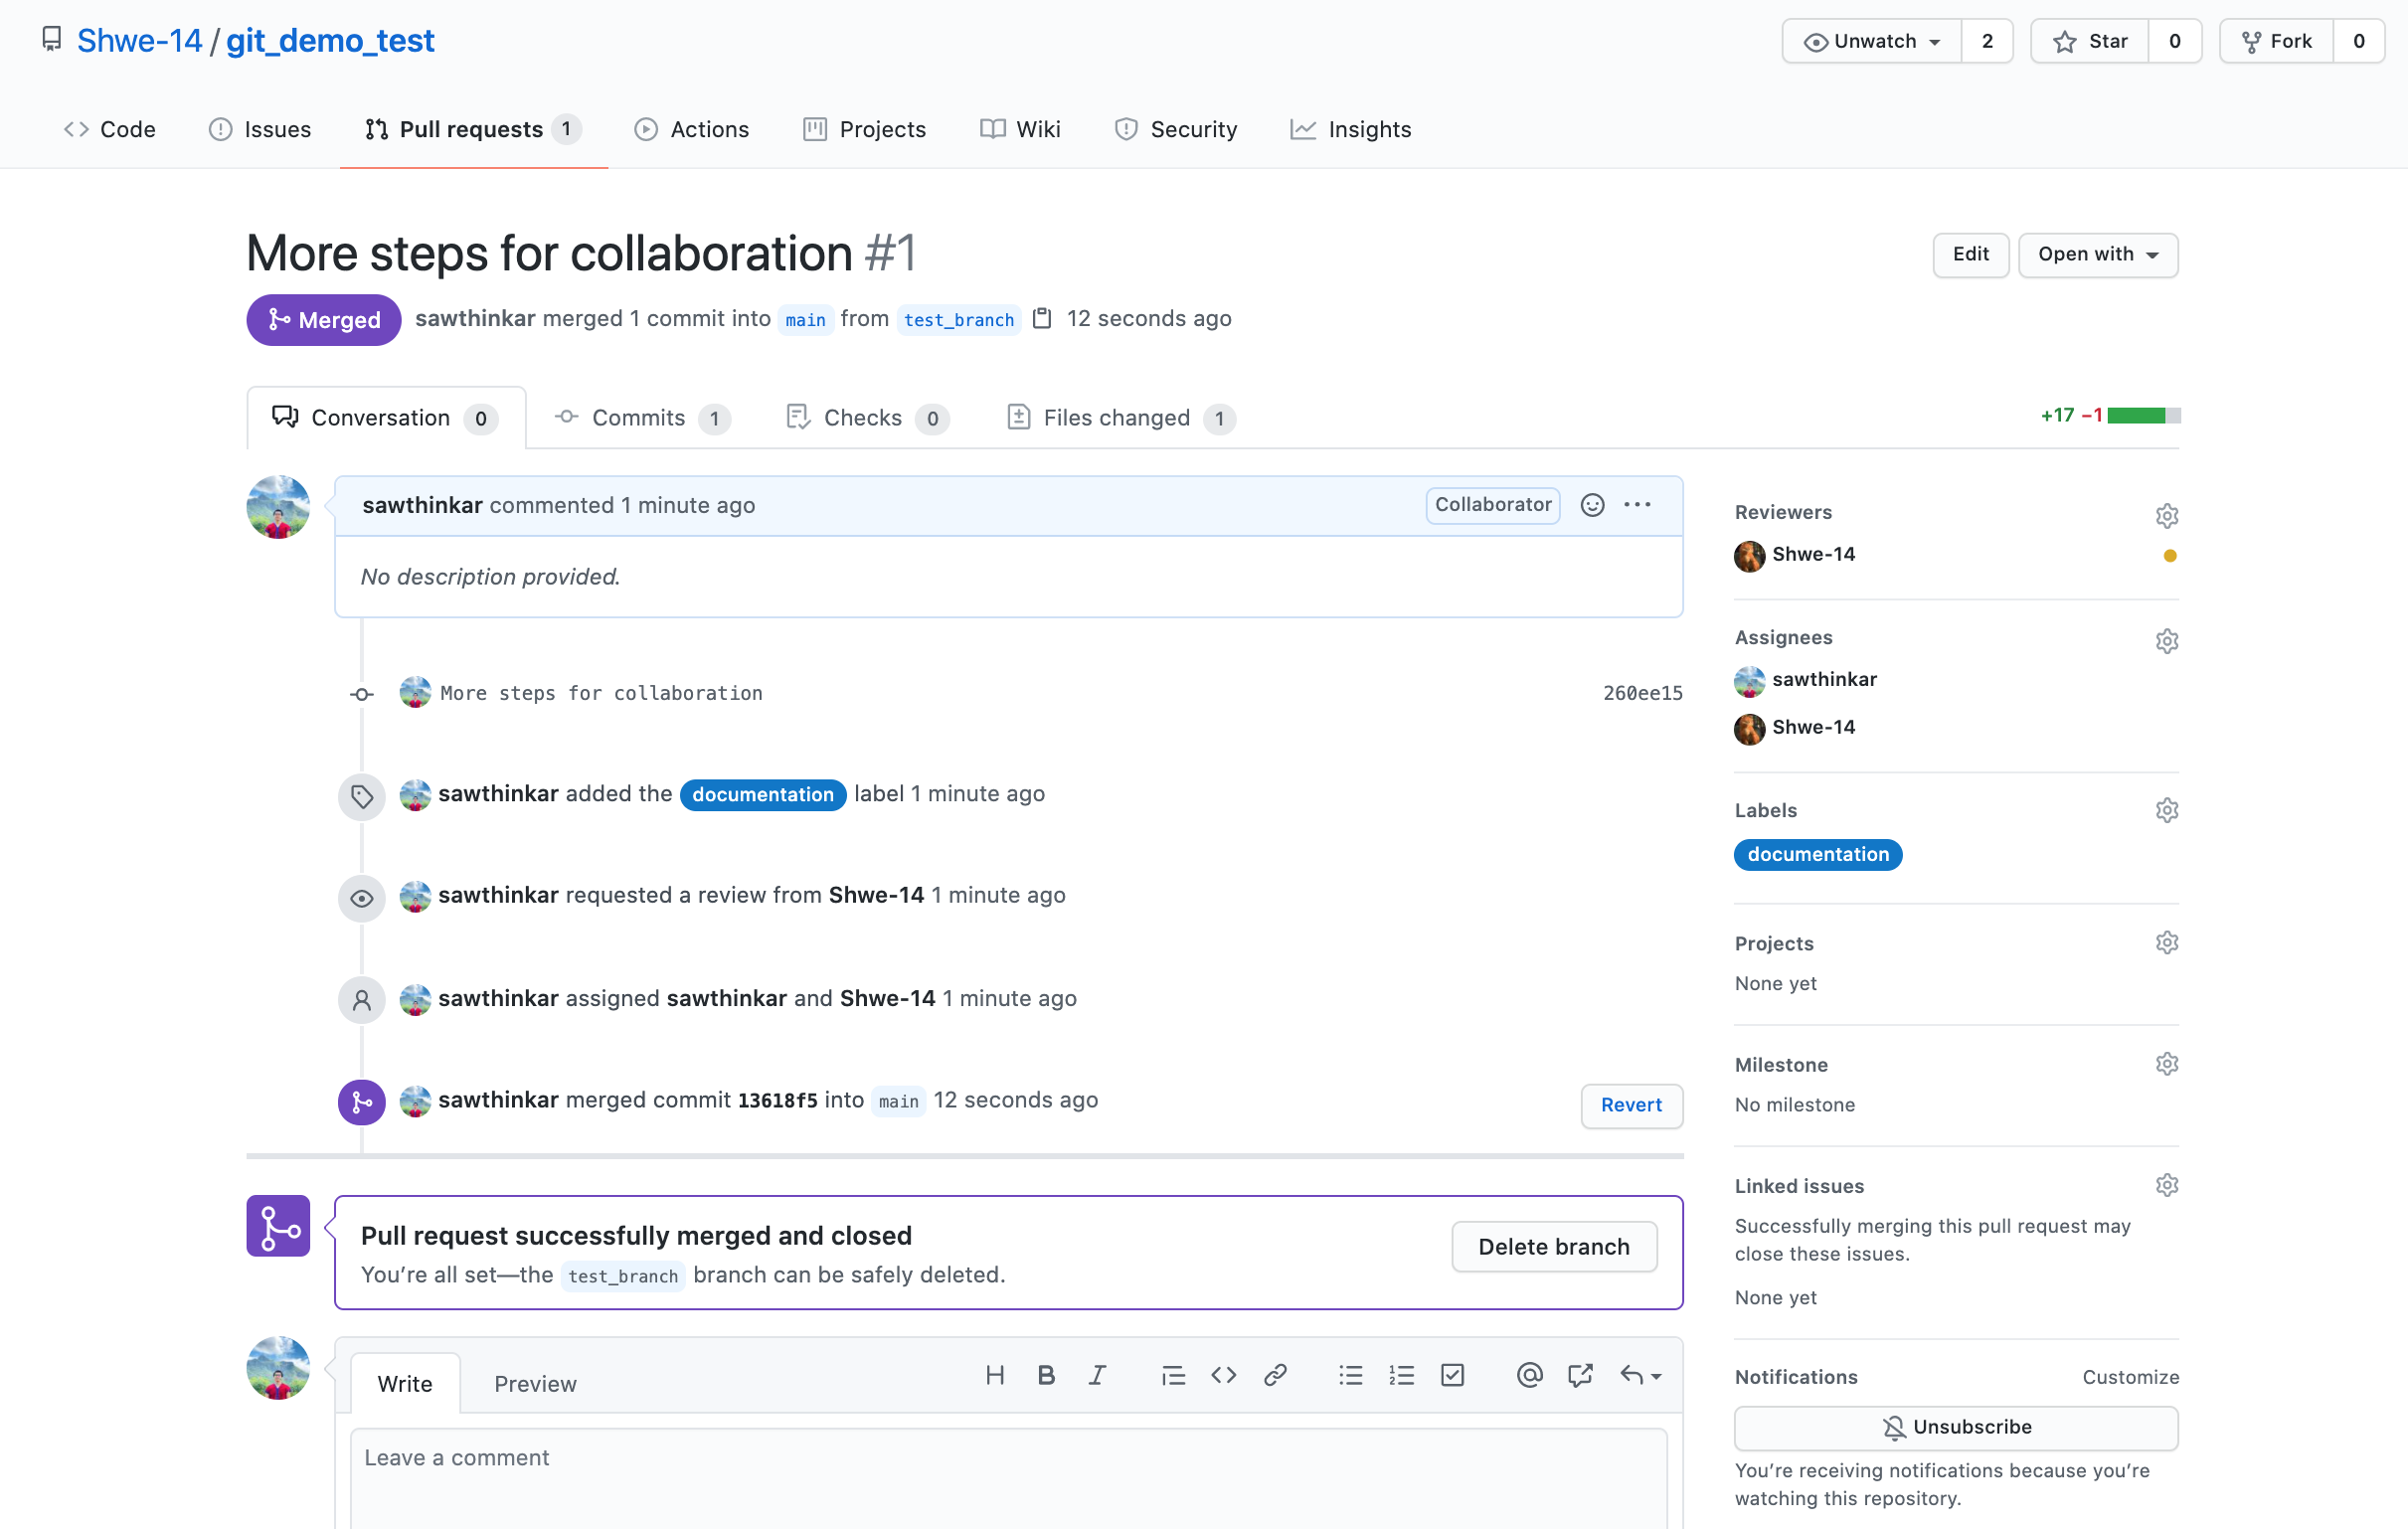 Shwe-14 / git_demo_test
Unwatch 2
Star 0
Fork 0
Code
Issues
Pull requests 1
Actions
Projects
Wiki
Security
Insights
More steps for collaboration #1
Edit
Open with
Merged
sawthinkar merged 1 commit into main from test_branch 12 seconds ago
Conversation 0
Commits 1
Checks 0
Files changed 1
+17 −1
sawthinkar commented 1 minute ago
Collaborator
No description provided.
More steps for collaboration
260ee15
sawthinkar added the documentation label 1 minute ago
sawthinkar requested a review from Shwe-14 1 minute ago
sawthinkar assigned sawthinkar and Shwe-14 1 minute ago
sawthinkar merged commit 13618f5 into main 12 seconds ago
Revert
Pull request successfully merged and closed
You’re all set—the test_branch branch can be safely deleted.
Delete branch
Write
Preview
Leave a comment
Reviewers
Shwe-14
Assignees
sawthinkar
Shwe-14
Labels
documentation
Projects
None yet
Milestone
No milestone
Linked issues
Successfully merging this pull request may
close these issues.
None yet
Notifications
Customize
Unsubscribe
You’re receiving notifications because you’re
watching this repository.